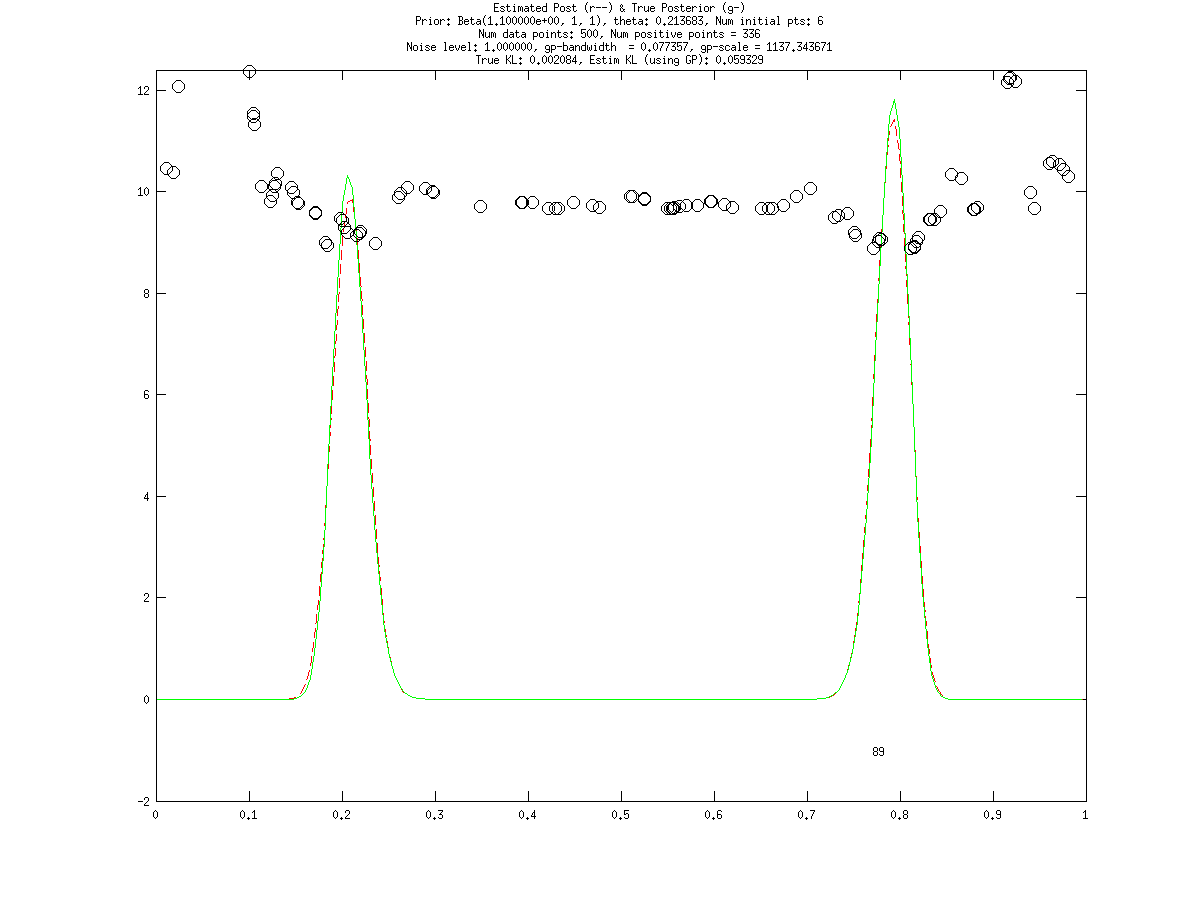 Estimated Post (r--) & True Posterior (g-)
Prior: Beta(1.100000e+00, 1, 1), theta: 0.213683, Num initial pts: 6
Num data points: 500, Num positive points = 336
Noise level: 1.000000, gp-bandwidth  = 0.077357, gp-scale = 1137.343671
True KL: 0.002084, Estim KL (using GP): 0.059329
12
10
8
6
4
2
0
89
-2
0 0.1 0.2 0.3 0.4 0.5 0.6 0.7 0.8 0.9 1